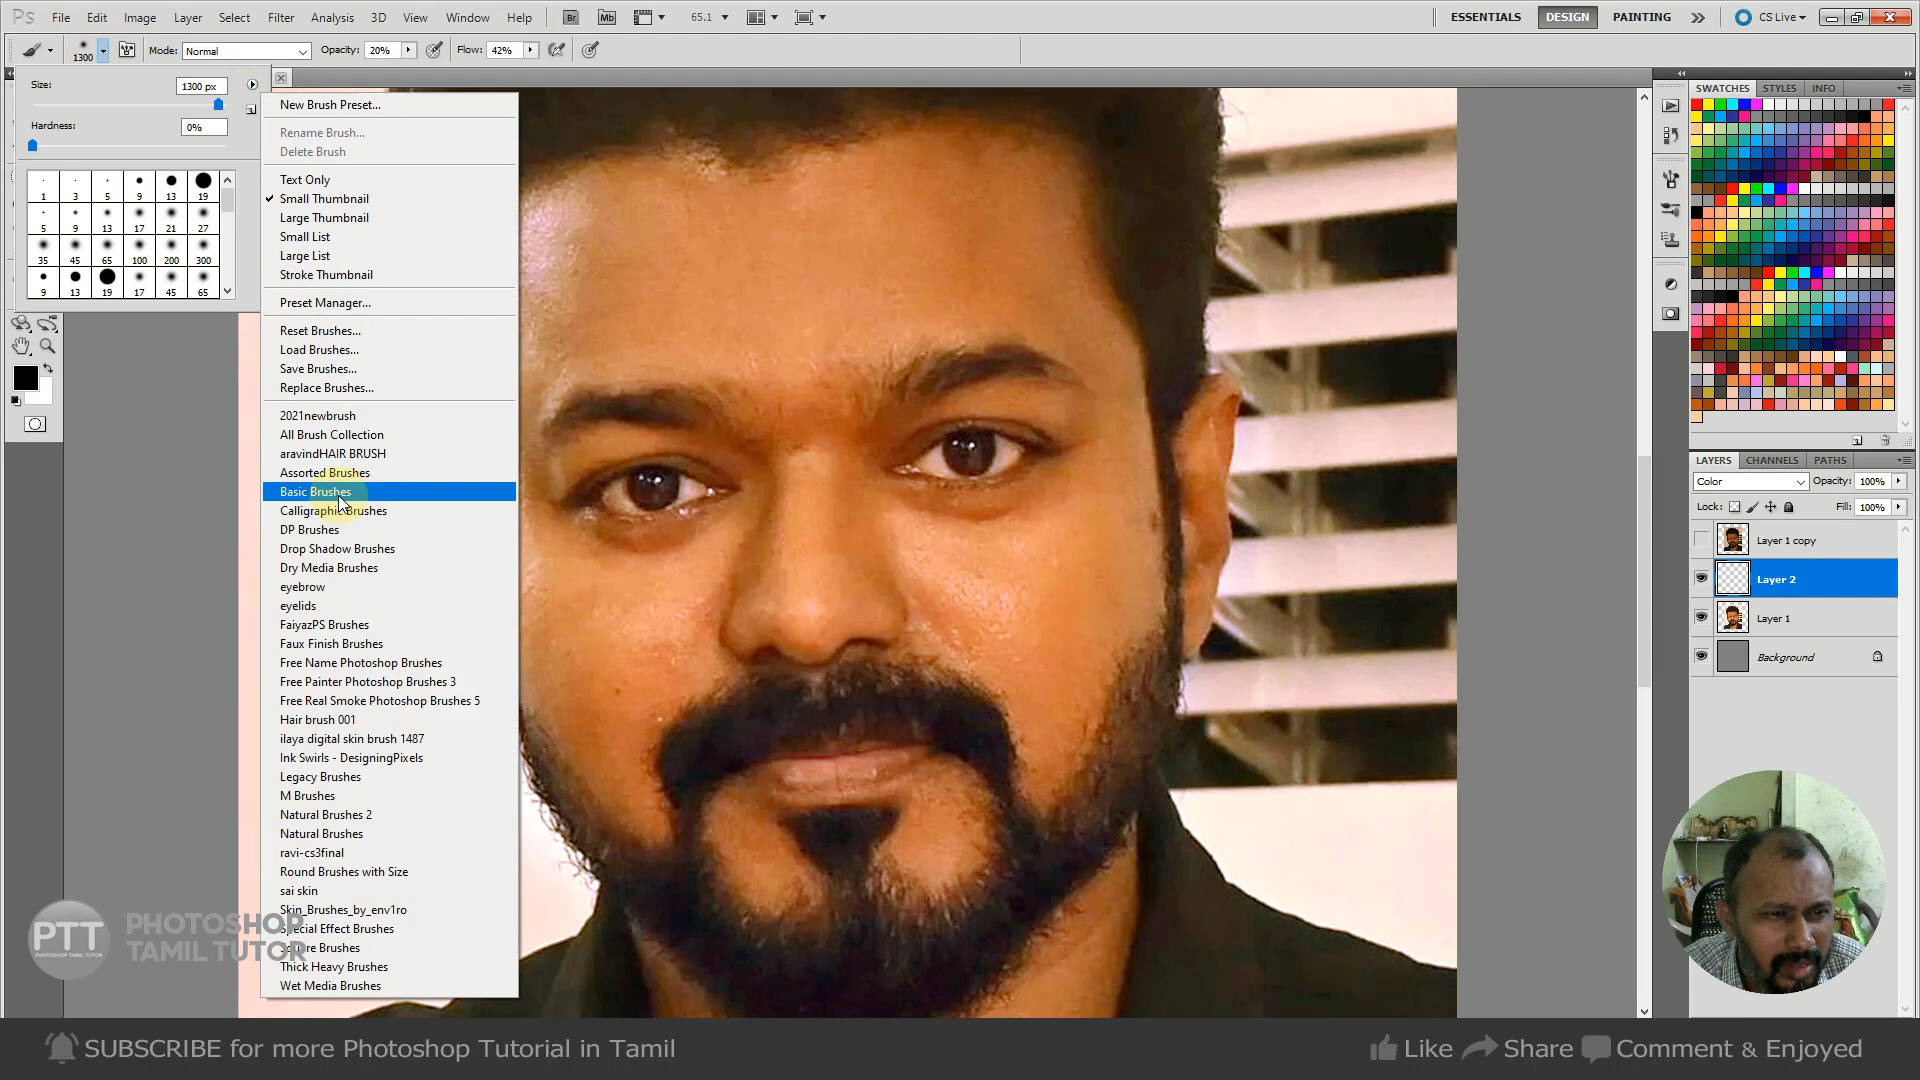 Ps File Edit Image Layer Select Filter Analysis 3D View Window Help Br Mb 65.1 ESSENTIALS DESIGN PAINTING CS Live
1300 Mode: Normal Opacity: 20% Flow: 42%
Size: 1300 px
Hardness: 0%
1 3 5 9 13 19
5 9 13 17 21 27
35 45 65 100 200 300
9 13 19 17 45 65
New Brush Preset...
Rename Brush...
Delete Brush
Text Only
Small Thumbnail
Large Thumbnail
Small List
Large List
Stroke Thumbnail
Preset Manager...
Reset Brushes...
Load Brushes...
Save Brushes...
Replace Brushes...
2021newbrush
All Brush Collection
aravindHAIR BRUSH
Assorted Brushes
Basic Brushes
Calligraphic Brushes
DP Brushes
Drop Shadow Brushes
Dry Media Brushes
eyebrow
eyelids
FaiyazPS Brushes
Faux Finish Brushes
Free Name Photoshop Brushes
Free Painter Photoshop Brushes 3
Free Real Smoke Photoshop Brushes 5
Hair brush 001
ilaya digital skin brush 1487
Ink Swirls - DesigningPixels
Legacy Brushes
M Brushes
Natural Brushes 2
Natural Brushes
ravi-cs3final
Round Brushes with Size
sai skin
Skin_Brushes_by_env1ro
Special Effect Brushes
Square Brushes
Thick Heavy Brushes
Wet Media Brushes
SWATCHES STYLES INFO
LAYERS CHANNELS PATHS
Color Opacity: 100%
Lock: Fill: 100%
Layer 1 copy
Layer 2
Layer 1
Background
PTT
PHOTOSHOP TAMIL TUTOR
PHOTOSHOP
TAMIL TUTOR
SUBSCRIBE for more Photoshop Tutorial in Tamil
Like Share Comment & Enjoyed